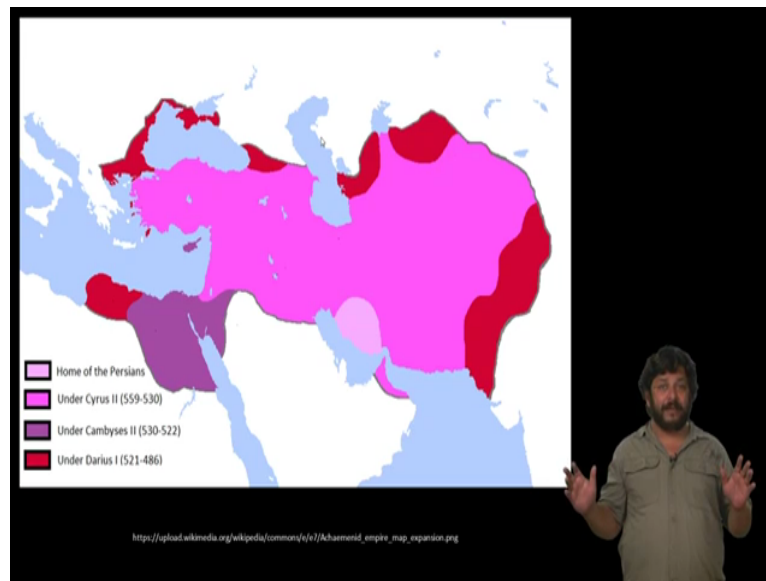 Home of the Persians
Under Cyrus II (559-530)
Under Cambyses II (530-522)
Under Darius I (521-486)
https://upload.wikimedia.org/wikipedia/commons/e/e7/Achaemenid_empire_map_expansion.png